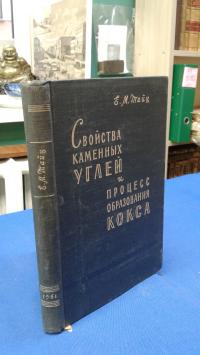 Е. М. Тайц
СВОЙСТВА
КАМЕННЫХ
УГЛЕЙ
и
ПРОЦЕСС
ОБРАЗОВАНИЯ
КОКСА
Е. М. Тайц
1961